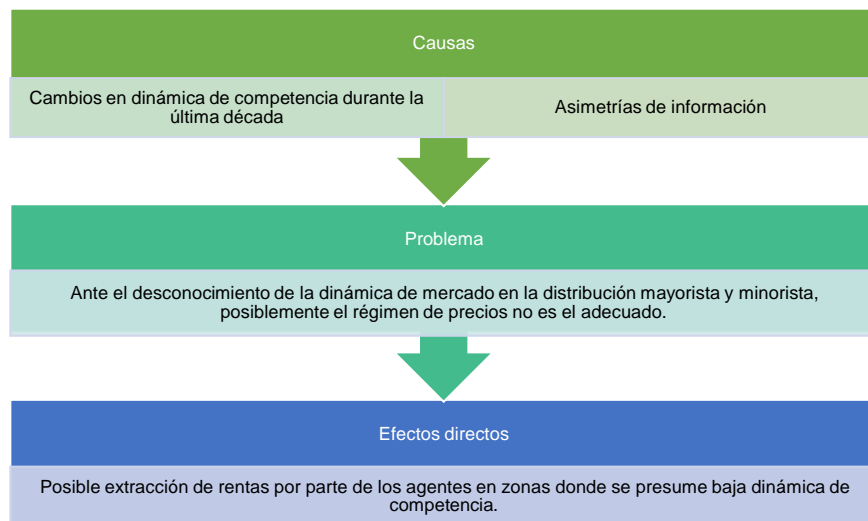 Causas
Cambios en dinámica de competencia durante la
última década
Asimetrías de información
Problema
Ante el desconocimiento de la dinámica de mercado en la distribución mayorista y minorista,
posiblemente el régimen de precios no es el adecuado.
Efectos directos
Posible extracción de rentas por parte de los agentes en zonas donde se presume baja dinámica de
competencia.